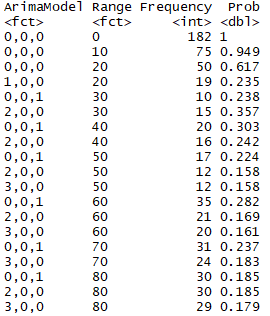 ArimaModel Range Frequency Prob
<fct> <fct> <int> <dbl>
0,0,0 0 182 1
0,0,0 10 75 0.949
0,0,0 20 50 0.617
1,0,0 20 19 0.235
0,0,1 30 10 0.238
2,0,0 30 15 0.357
0,0,1 40 20 0.303
2,0,0 40 16 0.242
0,0,1 50 17 0.224
2,0,0 50 12 0.158
3,0,0 50 12 0.158
0,0,1 60 35 0.282
2,0,0 60 21 0.169
3,0,0 60 20 0.161
0,0,1 70 31 0.237
3,0,0 70 24 0.183
0,0,1 80 30 0.185
2,0,0 80 30 0.185
3,0,0 80 29 0.179